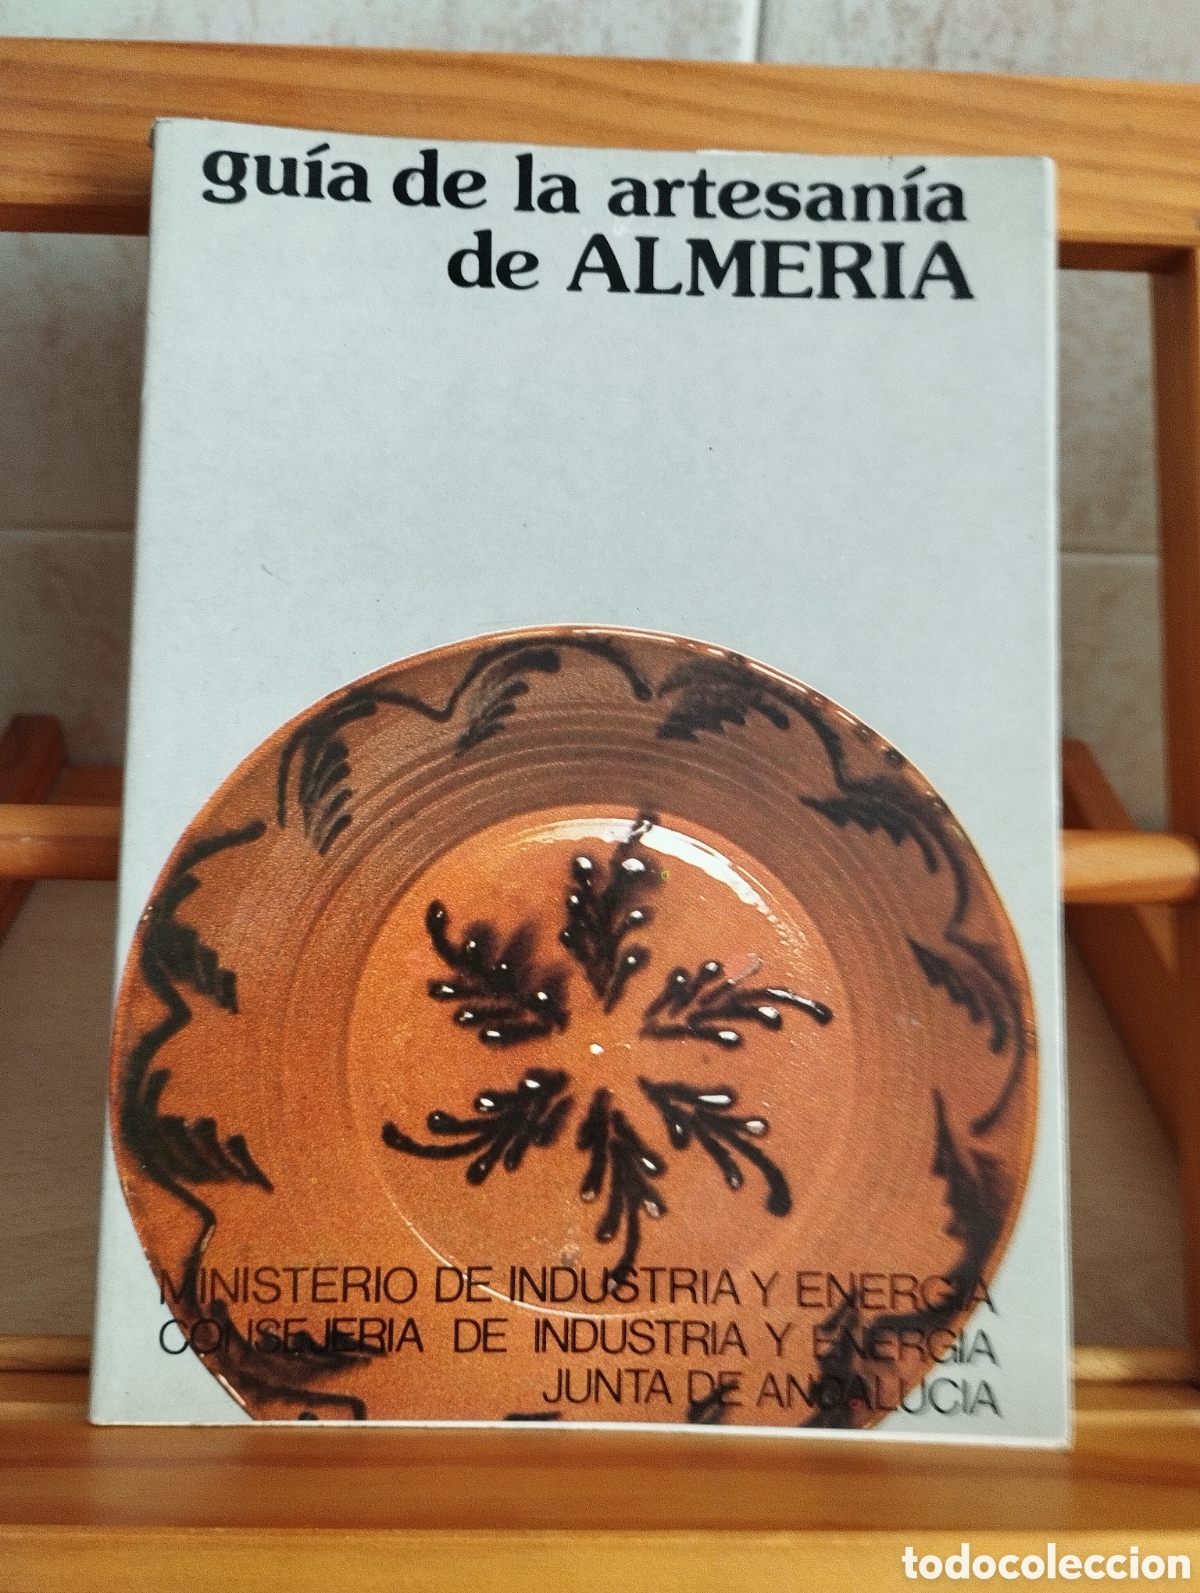 guía de la artesanía
de ALMERIA
MINISTERIO DE INDUSTRIA Y ENERGIA
CONSEJERIA DE INDUSTRIA Y ENERGIA
JUNTA DE ANDALUCIA
todocoleccion